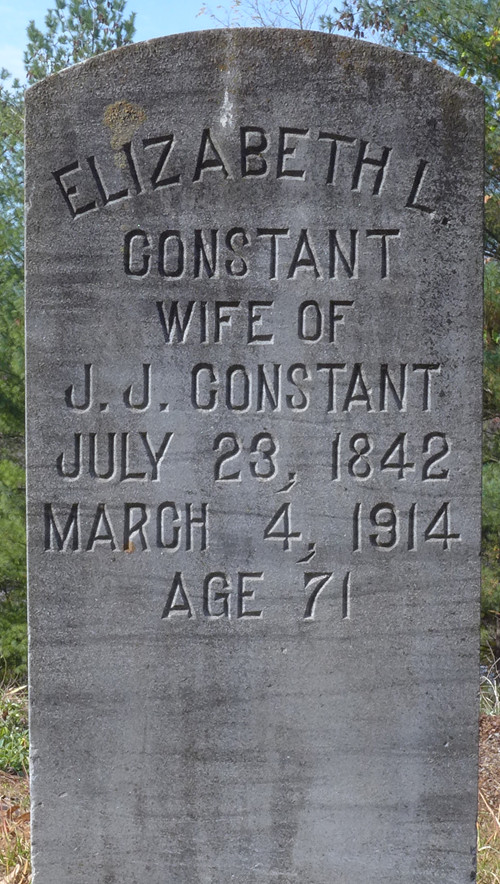 ELIZABETH L.
CONSTANT
WIFE OF
J. J. CONSTANT
JULY 23, 1842
MARCH 4, 1914
AGE 71